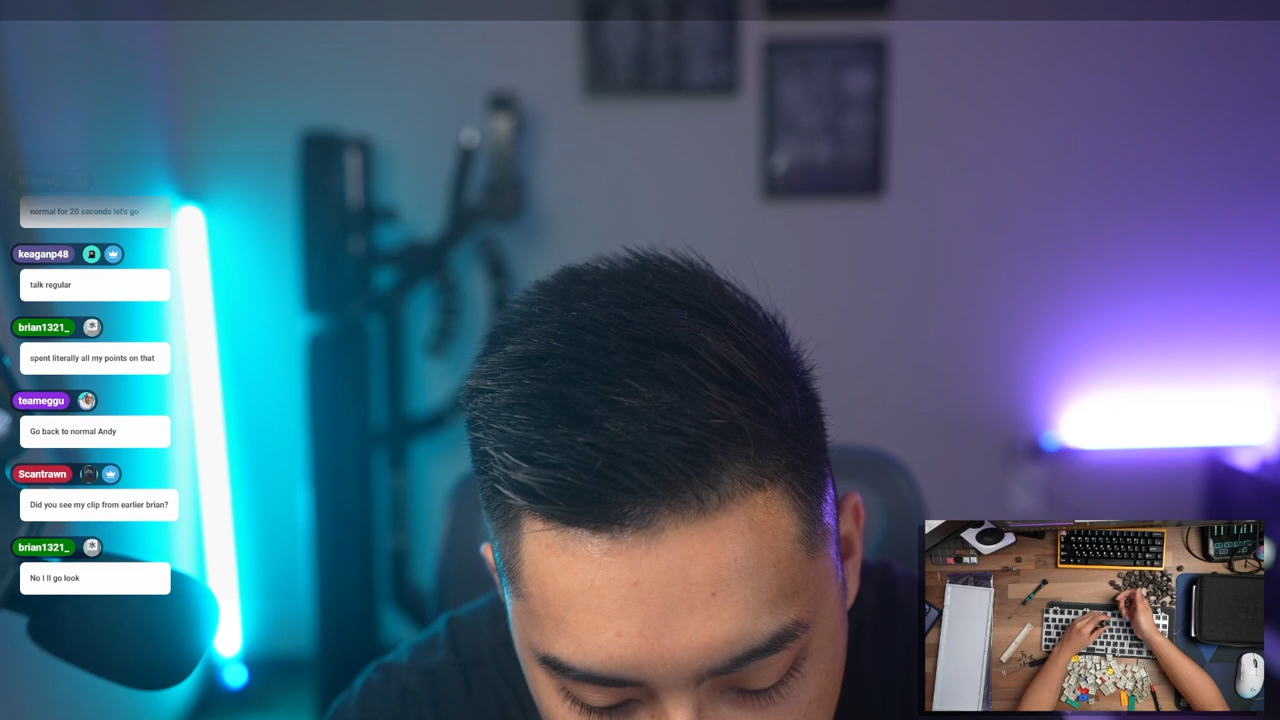 normal for 20 seconds let's go
keaganp48
talk regular
brian1321_
spent literally all my points on that
teameggu
Go back to normal Andy
Scantrawn
Did you see my clip from earlier brian?
brian1321_
No I ll go look